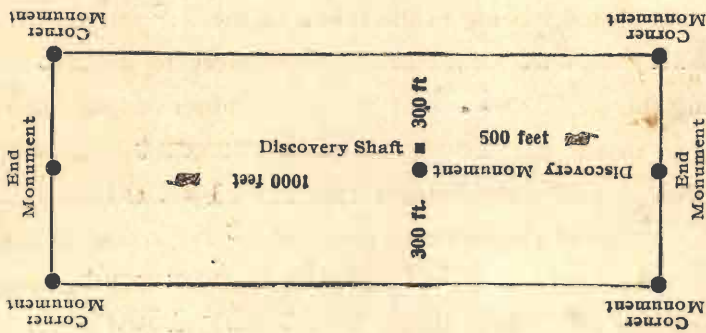 Corner
Monument
Corner
Monument
End
Monument
Discovery Shaft
300 ft
500 feet
1000 feet
Discovery Monument
300 ft.
End
Monument
Corner
Monument
Corner
Monument